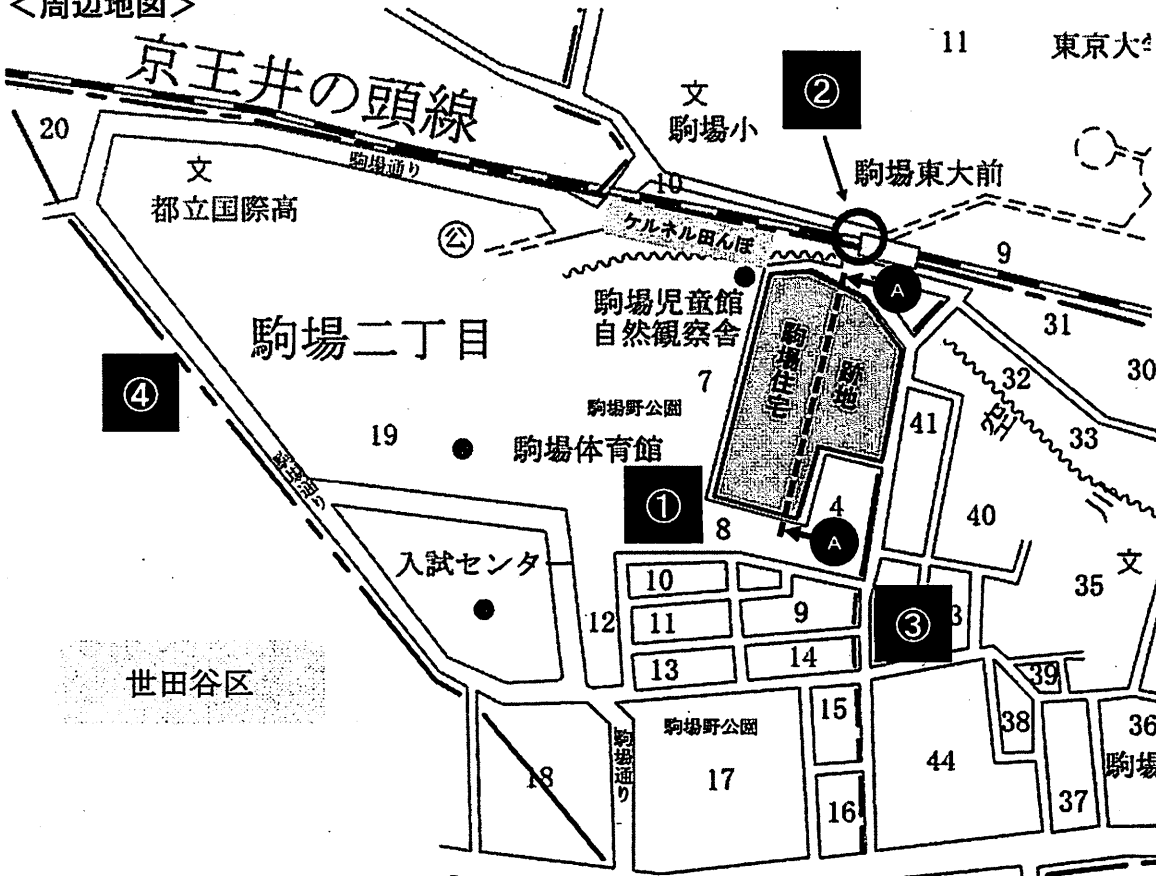 ＜周辺地図＞
11
東京大
京王井の頭線
文
駒場小
②
20
駒場通り
文
都立国際高
10
駒場東大前
公
ケルネル田んぼ
9
A
駒場児童館
自然観察舎
31
駒場二丁目
駒場住宅
跡地
32
30
④
7
空
33
駒場野公園
41
19
駒場体育館
①
4
8
40
A
川
入試センター
文
10
35
12
11
9
③
3
13
14
世田谷区
39
15
38
36
駒場野公園
駒場通り
18
17
44
駒場
16
37